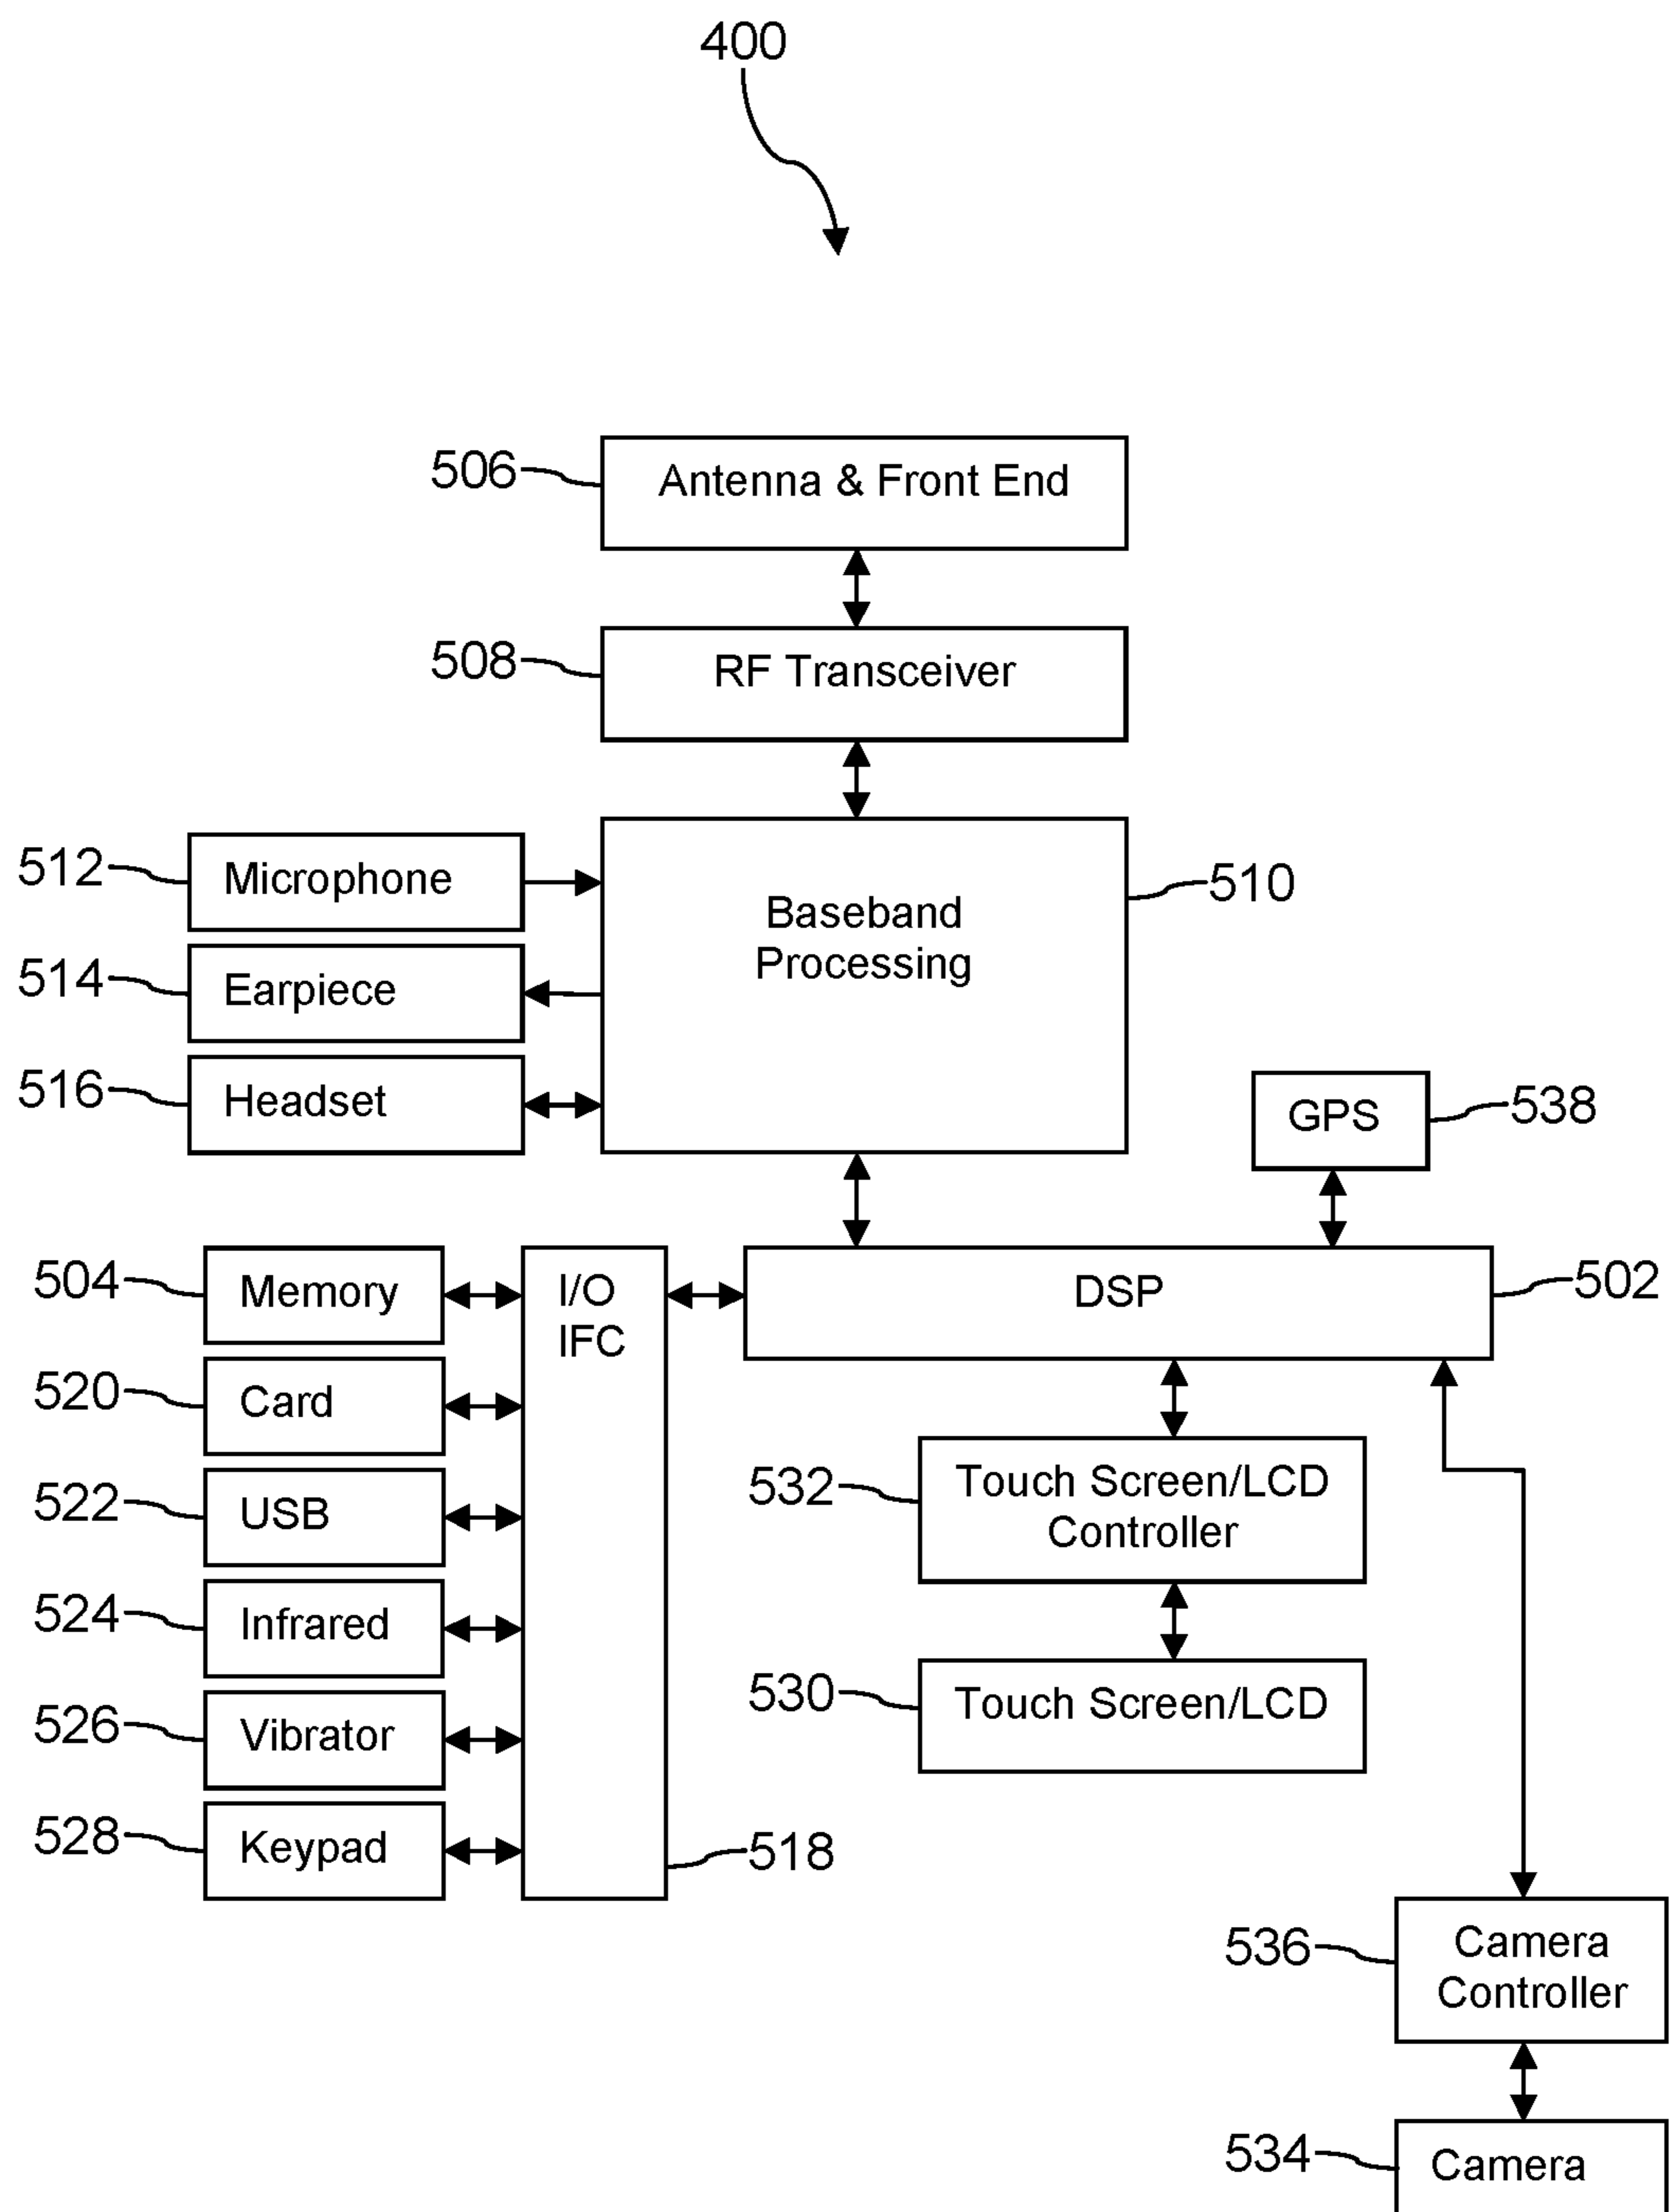 400
506
Antenna & Front End
508
RF Transceiver
512
Microphone
Baseband
Processing
510
514
Earpiece
516
Headset
GPS
538
504
Memory
I/O
IFC
DSP
502
520
Card
522
USB
532
Touch Screen/LCD
Controller
524
Infrared
530
Touch Screen/LCD
526
Vibrator
528
Keypad
518
536
Camera
Controller
534
Camera